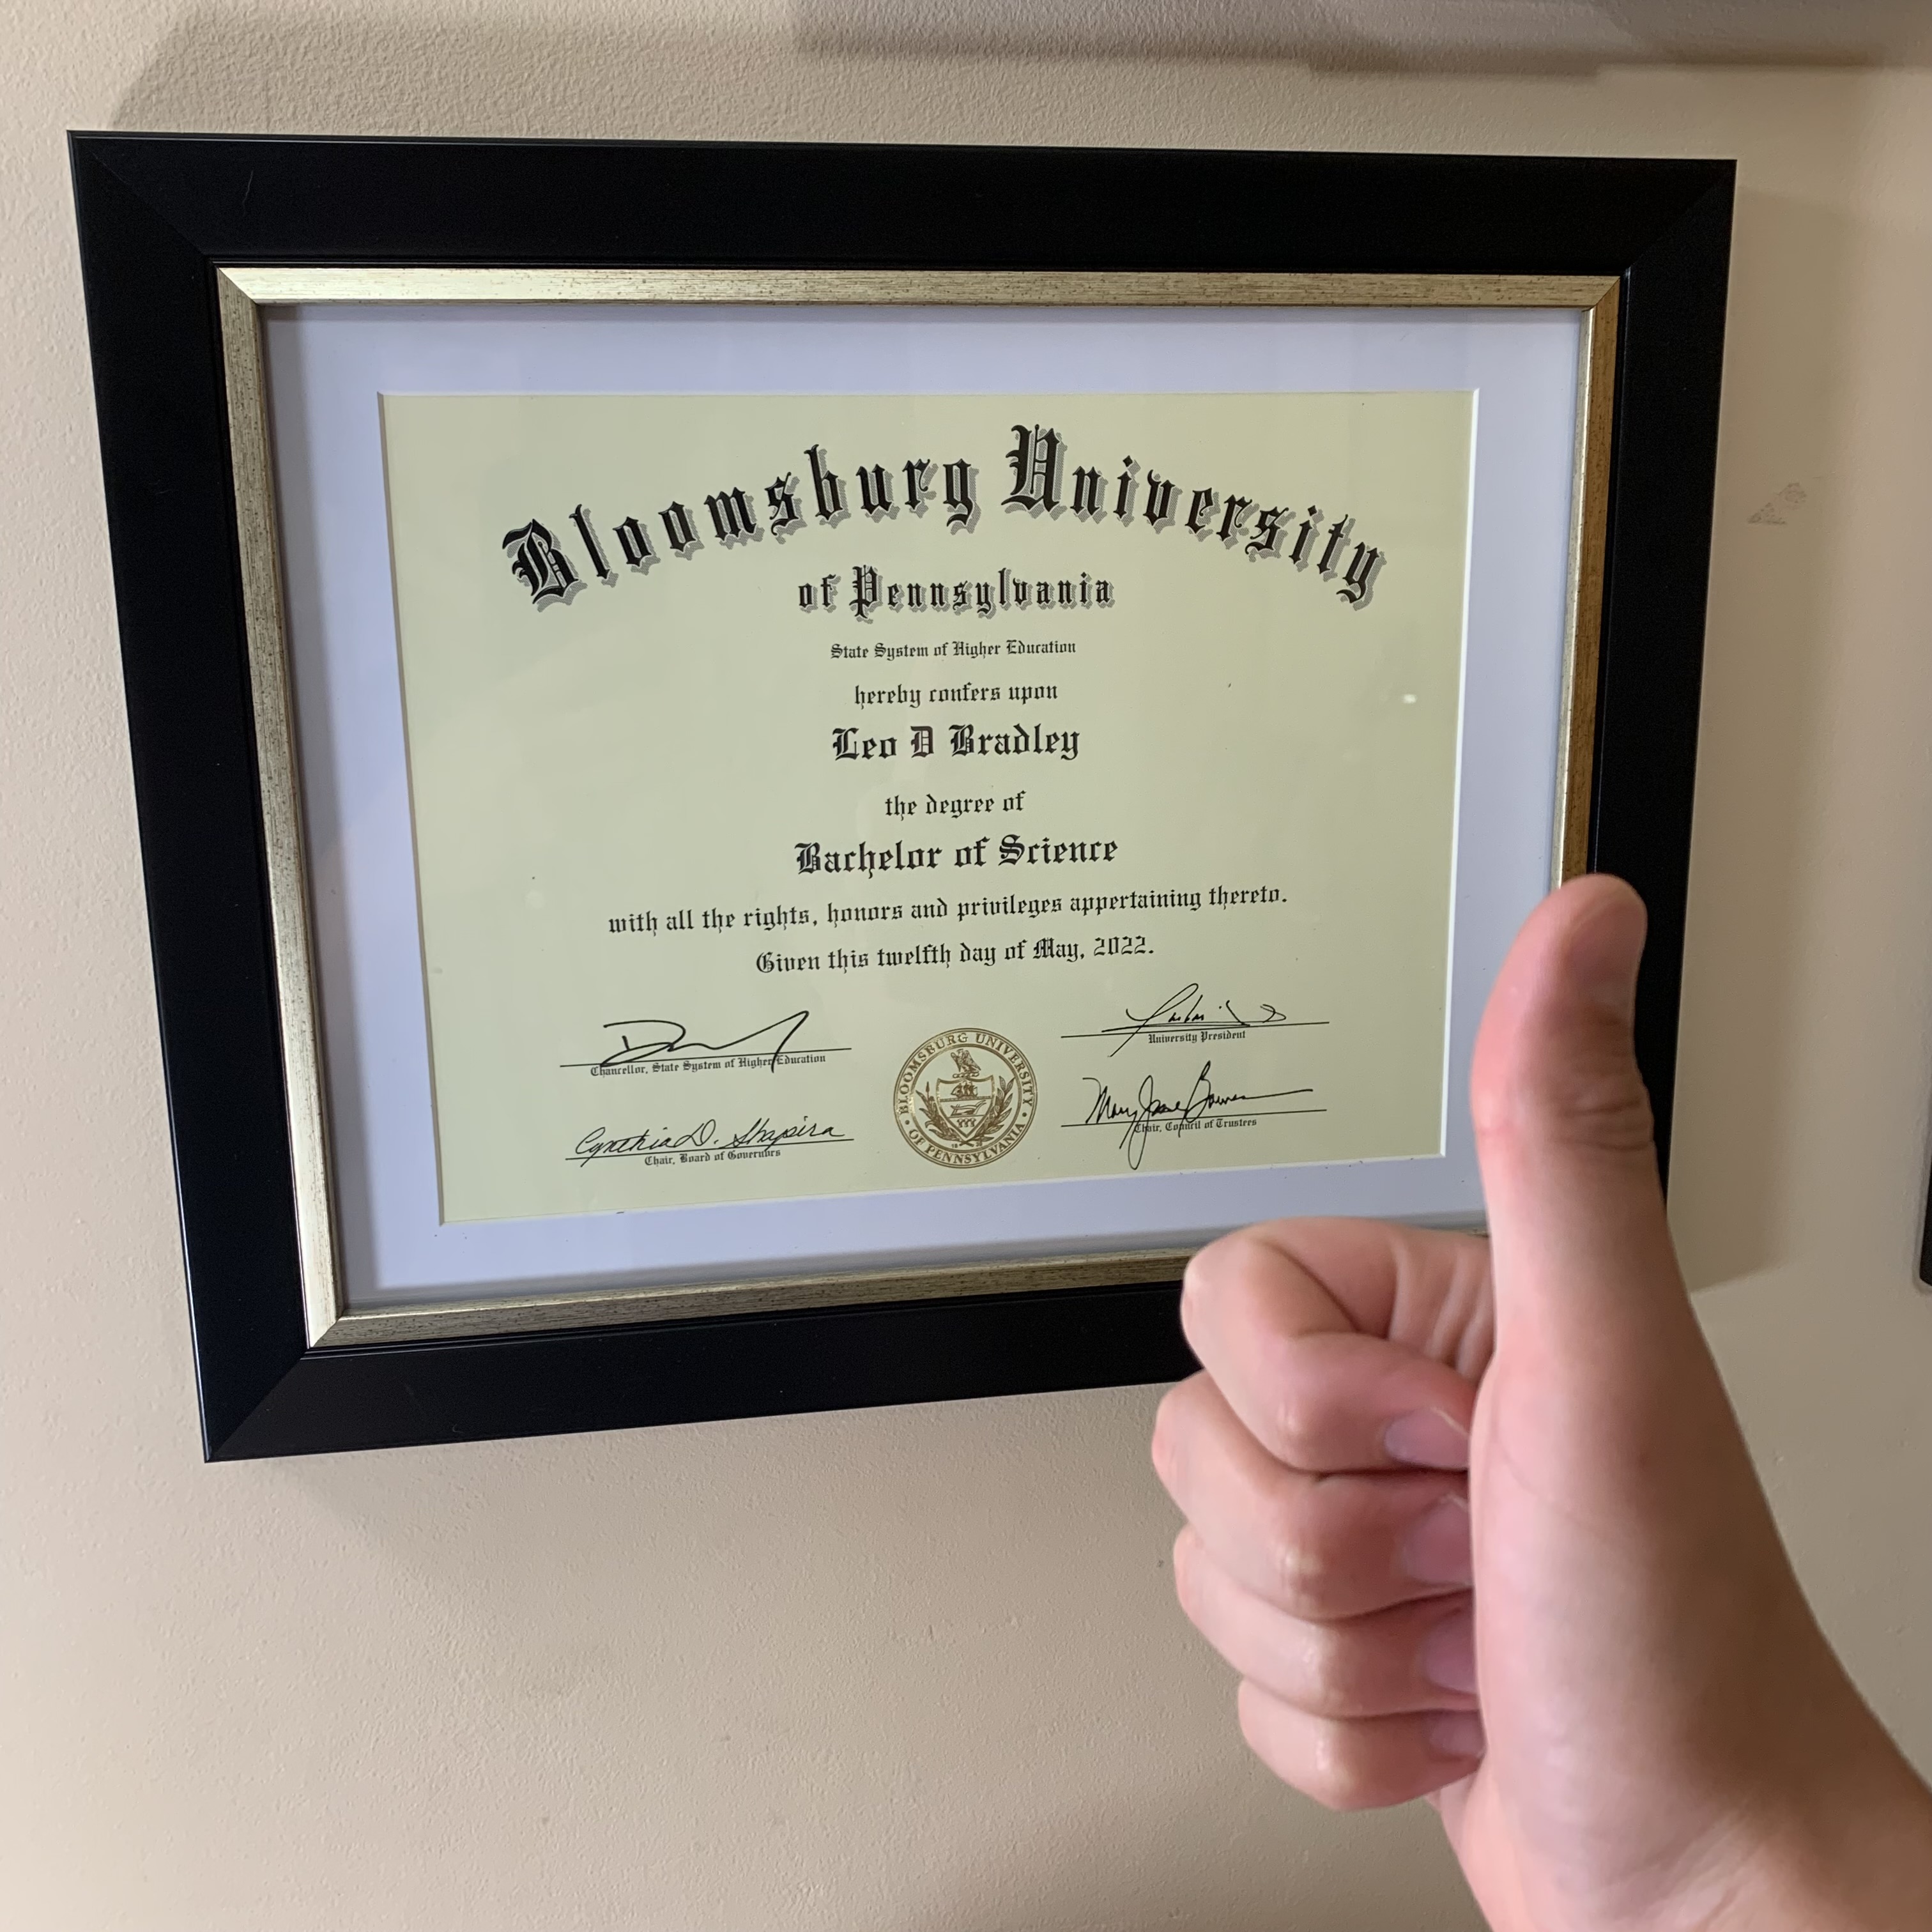 Bloomsburg University
of Pennsylvania
State System of Higher Education
hereby confers upon
Leo D Bradley
the degree of
Bachelor of Science
with all the rights, honors and privileges appertaining thereto.
Given this twelfth day of May, 2022.
Chancellor, State System of Higher Education
University President
Cynthia D. Shapira
Chair, Board of Governors
Mary Jane Bowes
Chair, Council of Trustees
BLOOMSBURG UNIVERSITY
OF PENNSYLVANIA